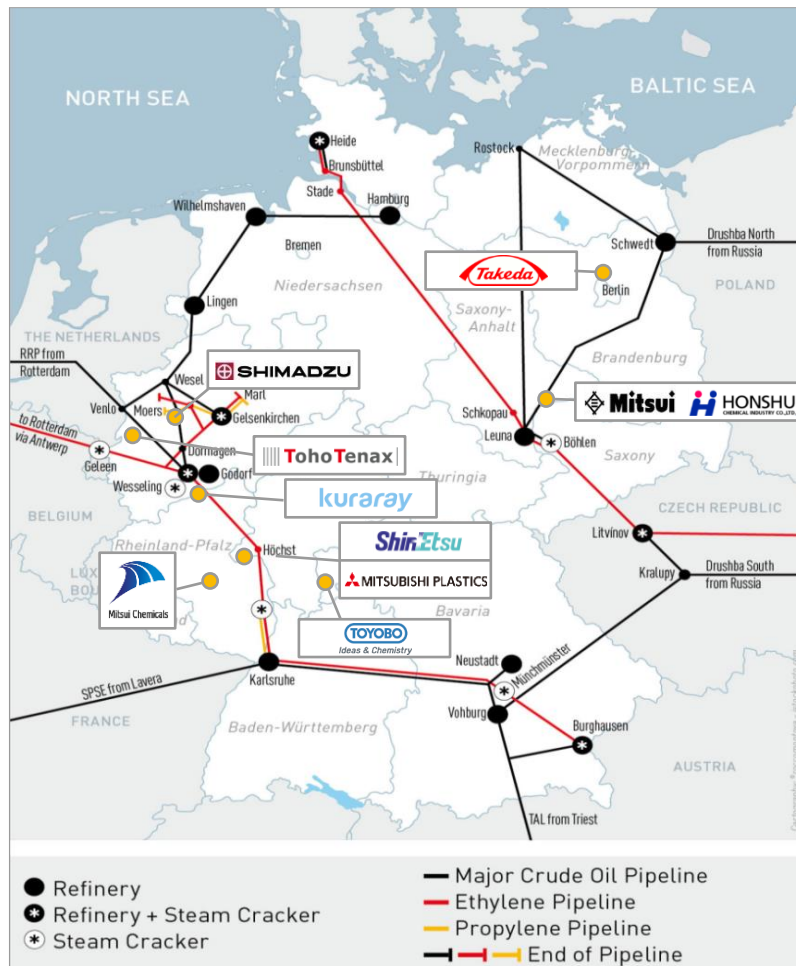 NORTH SEA
BALTIC SEA
Heide
Brunsbüttel
Stade
Hamburg
Wilhelmshaven
Bremen
Rostock
Mecklenburg
Vorpommern
Schwedt
Drushba North
from Russia
Takeda
Berlin
POLAND
Niedersachsen
Lingen
Saxony-
Anhalt
Brandenburg
THE NETHERLANDS
RRP from
Rotterdam
Wesel
SHIMADZU
Marl
Venlo
Moers
Gelsenkirchen
Mitsui
HONSHU
CHEMICAL INDUSTRY CO.,LTD.
Schkopau
Leuna
Böhlen
Saxony
to Rotterdam
via Antwerp
Geleen
Dormagen
Godorf
Wesseling
TohoTenax
Thuringia
kuraray
BELGIUM
CZECH REPUBLIC
Litvínov
Rheinland-Pfalz
Höchst
ShinEtsu
MITSUBISHI PLASTICS
Kralupy
Drushba South
from Russia
Mitsui Chemicals
Bavaria
TOYOBO
Ideas & Chemistry
Neustadt
Münchmünster
SPSE from Lavera
Karlsruhe
Vohburg
Burghausen
FRANCE
Baden-Württemberg
AUSTRIA
TAL from Triest
Refinery
Refinery + Steam Cracker
Steam Cracker
Major Crude Oil Pipeline
Ethylene Pipeline
Propylene Pipeline
End of Pipeline